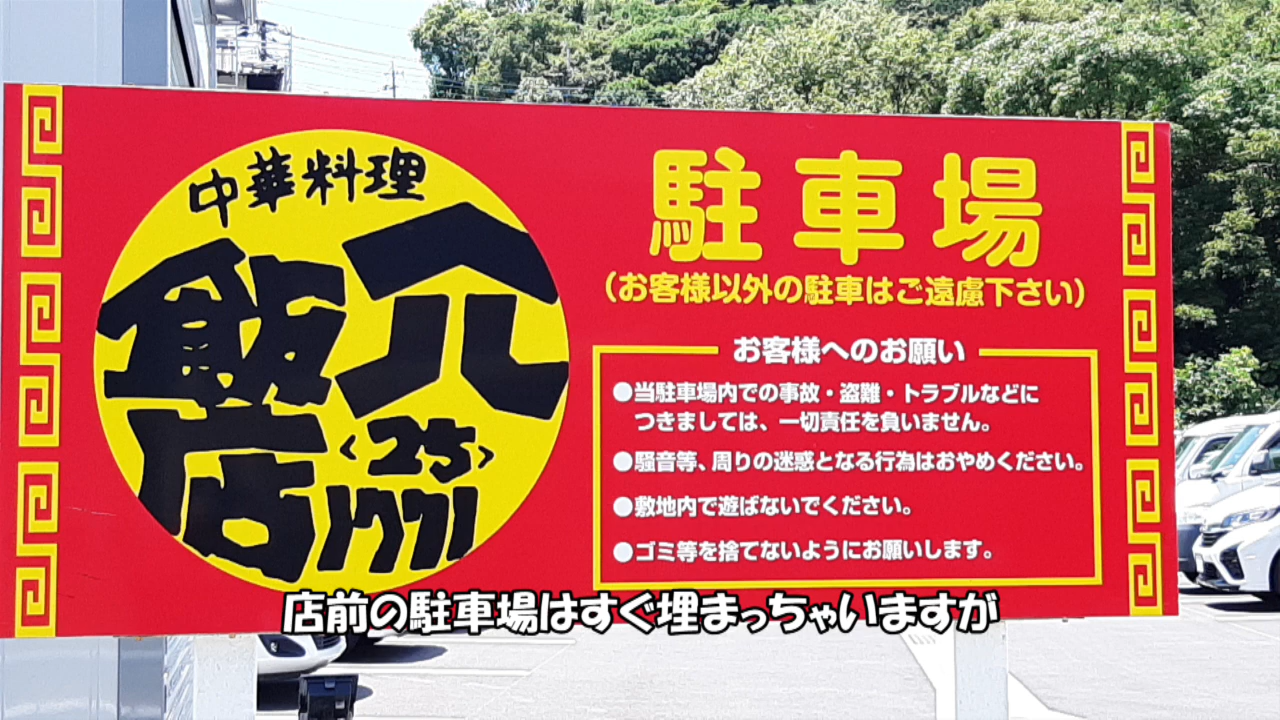 中華料理
八
飯店
<25>
1771
駐車場
（お客様以外の駐車はご遠慮下さい）
お客様へのお願い
●当駐車場内での事故・盗難・トラブルなどに
つきましては、一切責任を負いません。
●騒音等、周りの迷惑となる行為はおやめください。
●敷地内で遊ばないでください。
●ゴミ等を捨てないようにお願いします。
店前の駐車場はすぐ埋まっちゃいますが